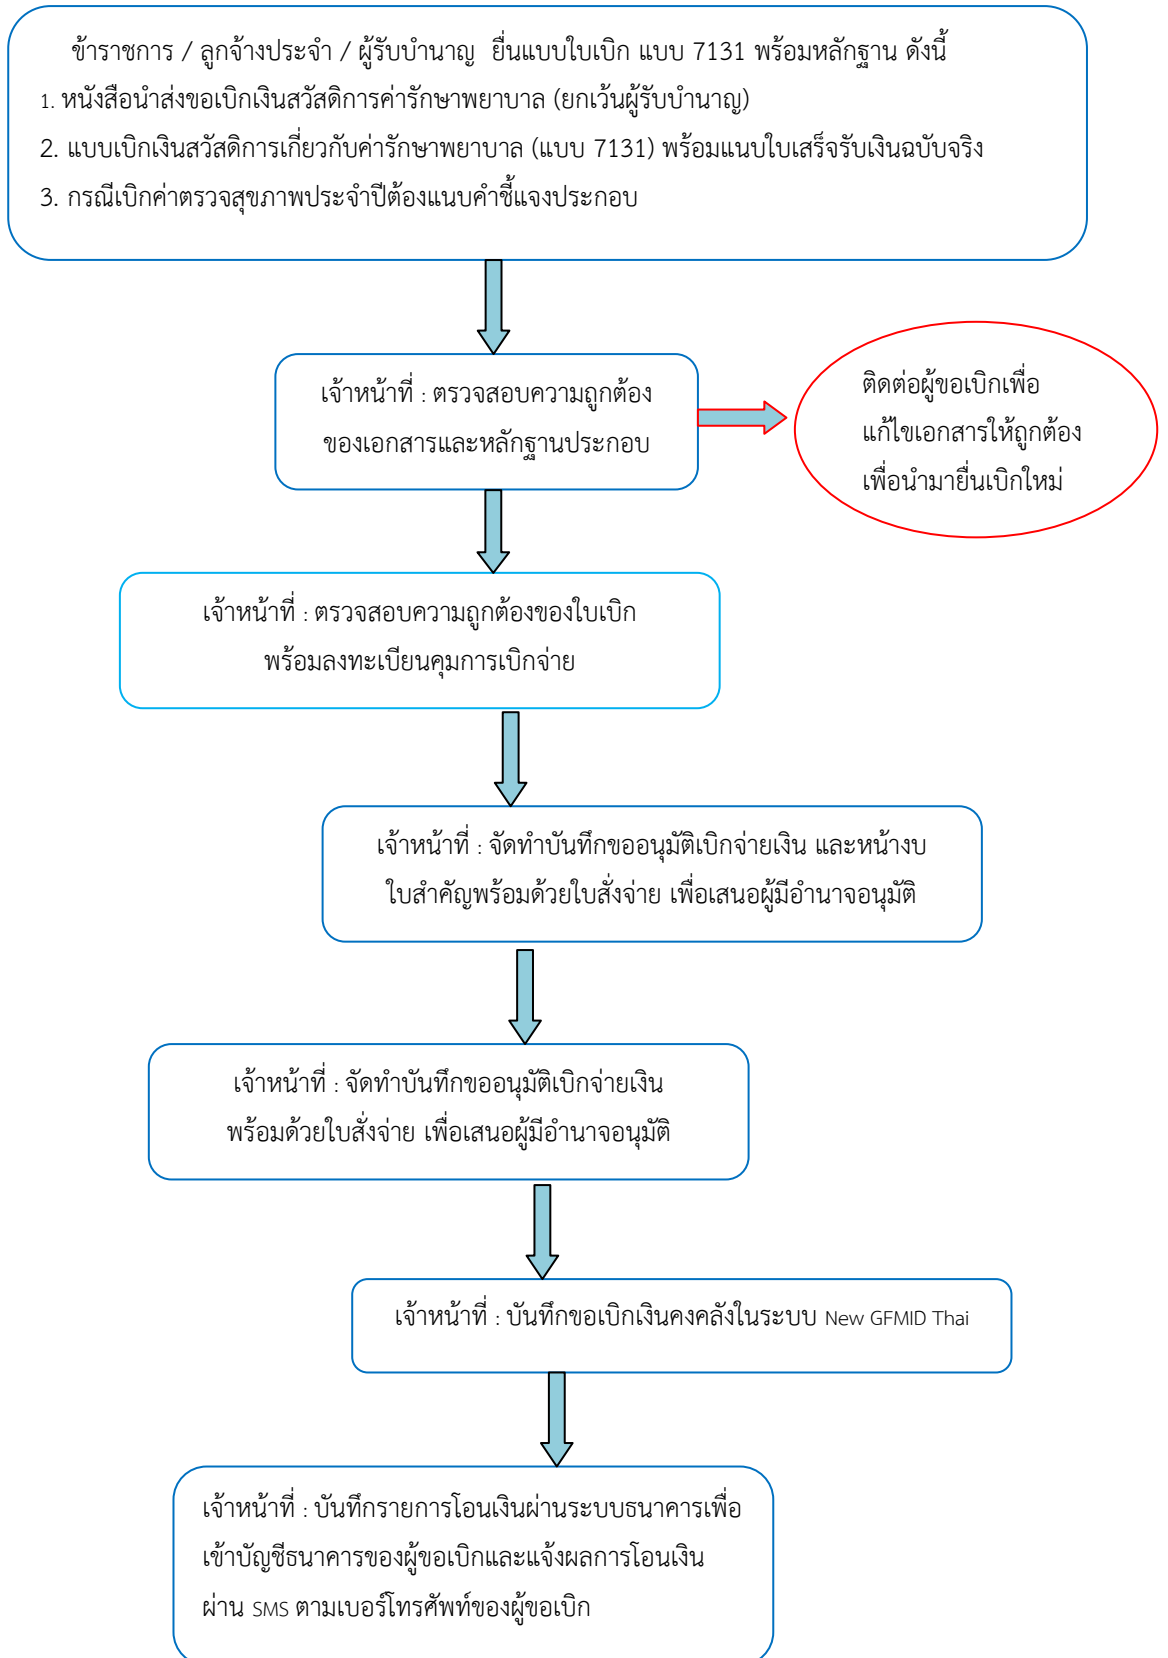 ข้าราชการ / ลูกจ้างประจำ / ผู้รับบำนาญ ยื่นแบบใบเบิก แบบ 7131 พร้อมหลักฐาน ดังนี้
1. หนังสือนำส่งขอเบิกเงินสวัสดิการค่ารักษาพยาบาล (ยกเว้นผู้รับบำนาญ)
2. แบบเบิกเงินสวัสดิการเกี่ยวกับค่ารักษาพยาบาล (แบบ 7131) พร้อมแนบใบเสร็จรับเงินฉบับจริง
3. กรณีเบิกค่าตรวจสุขภาพประจำปีต้องแนบคำชี้แจงประกอบ
เจ้าหน้าที่ : ตรวจสอบความถูกต้อง
ของเอกสารและหลักฐานประกอบ
ติดต่อผู้ขอเบิกเพื่อ
แก้ไขเอกสารให้ถูกต้อง
เพื่อนำมายื่นเบิกใหม่
เจ้าหน้าที่ : ตรวจสอบความถูกต้องของใบเบิก
พร้อมลงทะเบียนคุมการเบิกจ่าย
เจ้าหน้าที่ : จัดทำบันทึกขออนุมัติเบิกจ่ายเงิน และหน้างบ
ใบสำคัญพร้อมด้วยใบสั่งจ่าย เพื่อเสนอผู้มีอำนาจอนุมัติ
เจ้าหน้าที่ : จัดทำบันทึกขออนุมัติเบิกจ่ายเงิน
พร้อมด้วยใบสั่งจ่าย เพื่อเสนอผู้มีอำนาจอนุมัติ
เจ้าหน้าที่ : บันทึกขอเบิกเงินคงคลังในระบบ New GFMID Thai
เจ้าหน้าที่ : บันทึกรายการโอนเงินผ่านระบบธนาคารเพื่อ
เข้าบัญชีธนาคารของผู้ขอเบิกและแจ้งผลการโอนเงิน
ผ่าน SMS ตามเบอร์โทรศัพท์ของผู้ขอเบิก